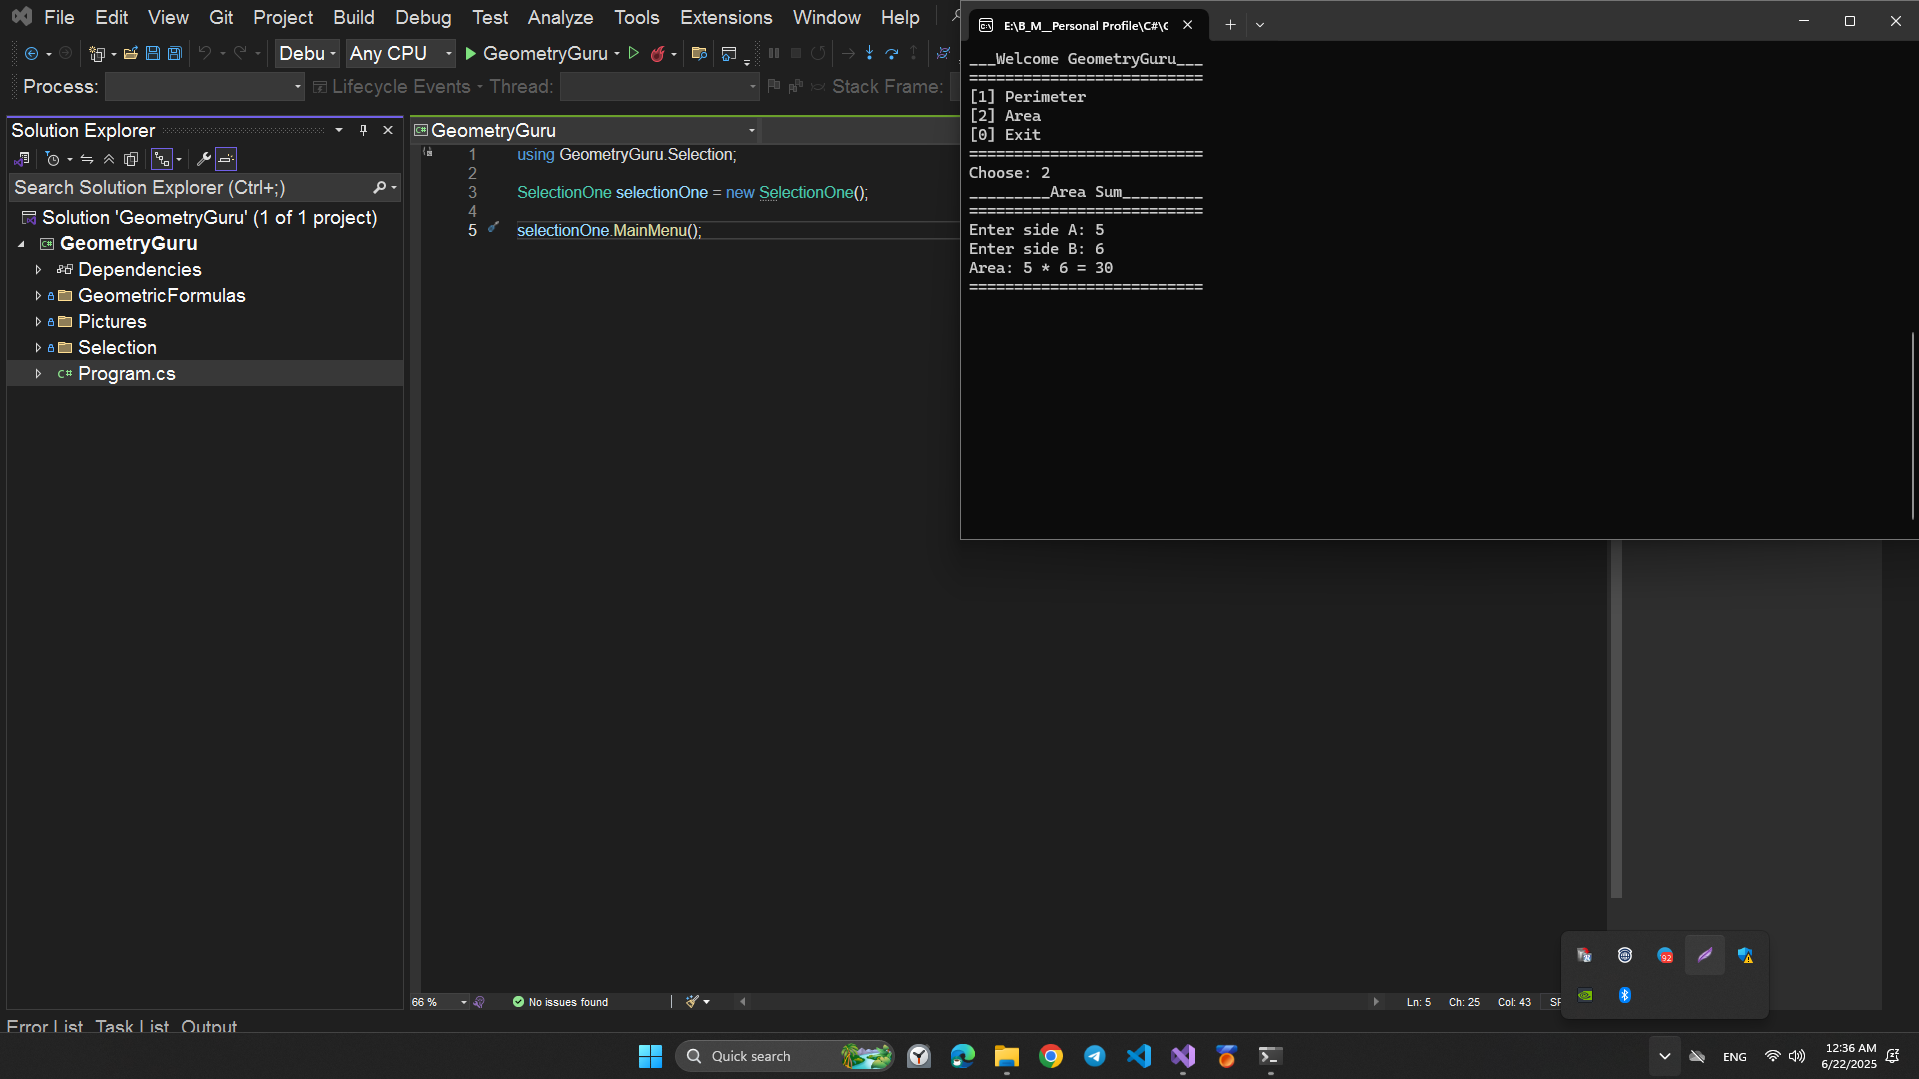 File Edit View Git Project Build Debug Test Analyze Tools Extensions Window Help
Debu Any CPU GeometryGuru
Process: Lifecycle Events Thread: Stack Frame:
Solution Explorer
Search Solution Explorer (Ctrl+;)
Solution 'GeometryGuru' (1 of 1 project)
C# GeometryGuru
Dependencies
GeometricFormulas
Pictures
Selection
C# Program.cs
C# GeometryGuru
1 using GeometryGuru.Selection;
2
3 SelectionOne selectionOne = new SelectionOne();
4
5 selectionOne.MainMenu();
66 % No issues found Ln: 5 Ch: 25 Col: 43
Error List Task List Output
E:\B_M__Personal Profile\C#\
___Welcome GeometryGuru___
==========================
[1] Perimeter
[2] Area
[0] Exit
==========================
Choose: 2
_________Area Sum_________
==========================
Enter side A: 5
Enter side B: 6
Area: 5 * 6 = 30
==========================
92
Quick search
ENG
12:36 AM
6/22/2025